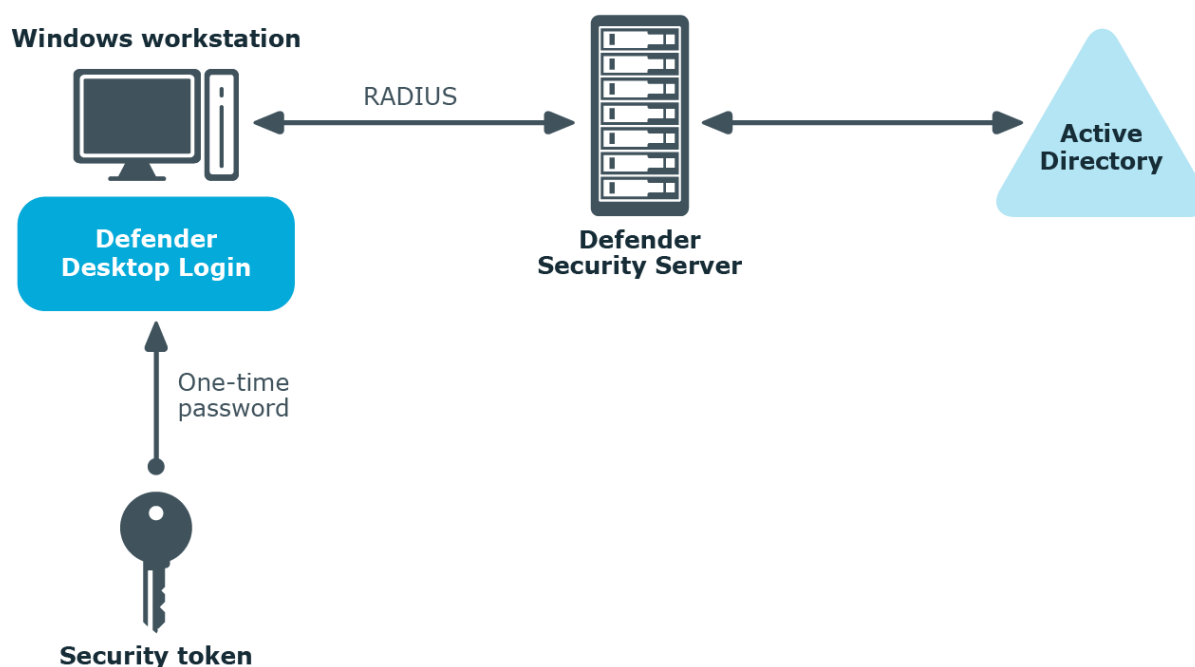 Windows workstation
RADIUS
Active
Directory
Defender
Desktop Login
Defender
Security Server
One-time
password
Security token